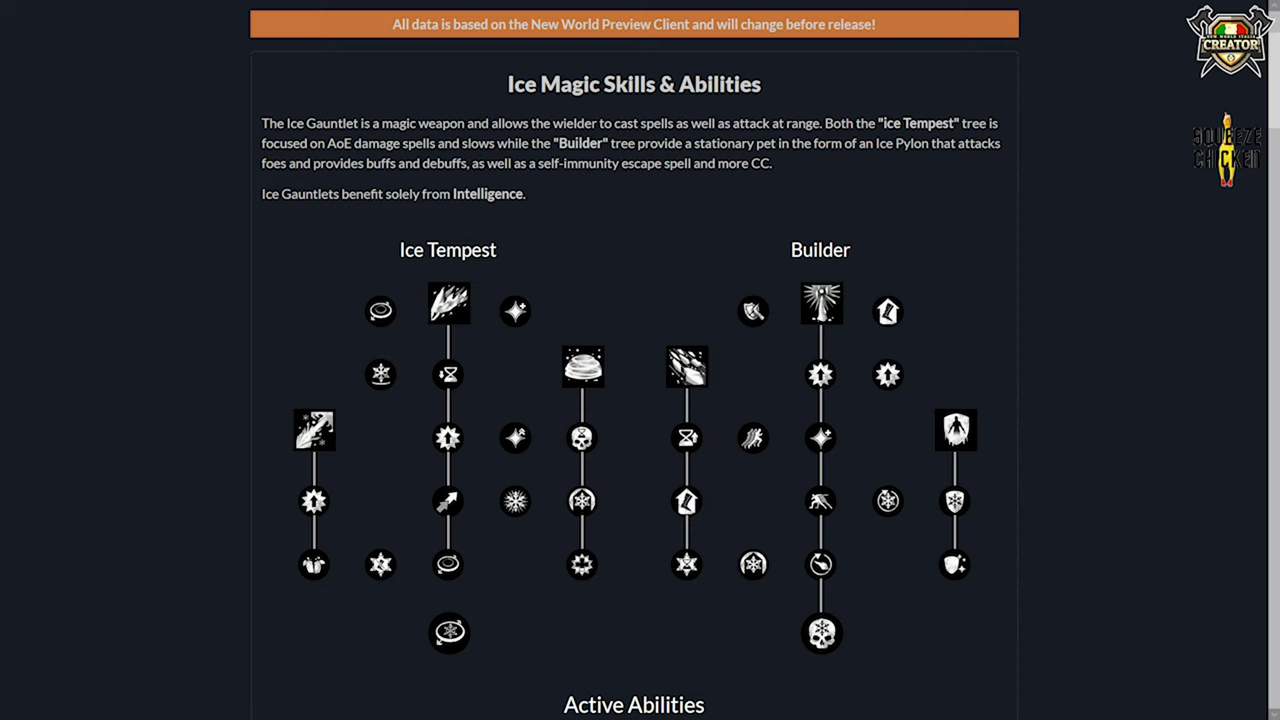 All data is based on the New World Preview Client and will change before release!
Ice Magic Skills & Abilities
The Ice Gauntlet is a magic weapon and allows the wielder to cast spells as well as attack at range. Both the "ice Tempest" tree is
focused on AoE damage spells and slows while the "Builder" tree provide a stationary pet in the form of an Ice Pylon that attacks
foes and provides buffs and debuffs, as well as a self-immunity escape spell and more CC.
Ice Gauntlets benefit solely from Intelligence.
Ice Tempest
Builder
Active Abilities
NEW WORLD ITALIA
CREATOR
SQUEEZE
CHICKEN